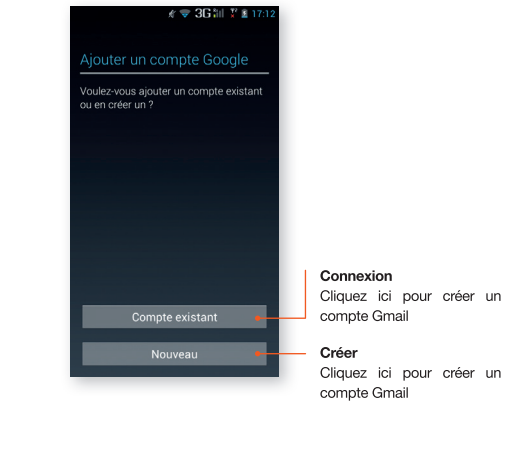 3G 17:12
Ajouter un compte Google
Voulez-vous ajouter un compte existant
ou en créer un ?
Compte existant
Nouveau
Connexion
Cliquez ici pour créer un
compte Gmail
Créer
Cliquez ici pour créer un
compte Gmail